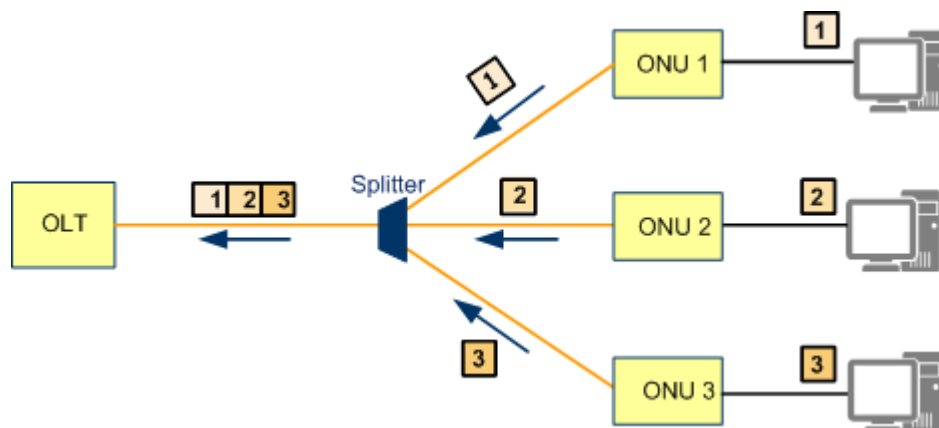 1
ONU 1
1
Splitter
1 2 3
2
2
OLT
ONU 2
3
3
ONU 3